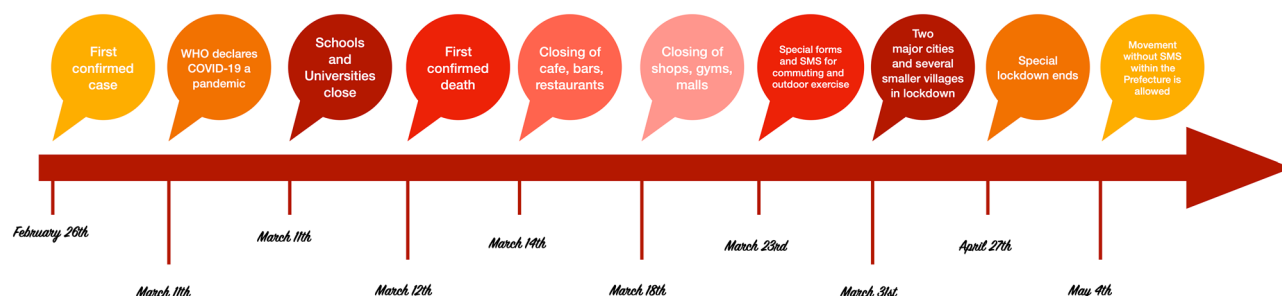 First
confirmed
case
WHO declares
COVID-19 a
pandemic
Schools
and
Universities
close
First
confirmed
death
Closing of
cafe, bars,
restaurants
Closing of
shops, gyms,
malls
Special forms
and SMS for
commuting and
outdoor exercise
Two
major cities
and several
smaller villages
in lockdown
Special
lockdown ends
Movement
without SMS
within the
Prefecture is
allowed
February 26th
March 11th
March 11th
March 12th
March 14th
March 18th
March 23rd
March 31st
April 27th
May 4th